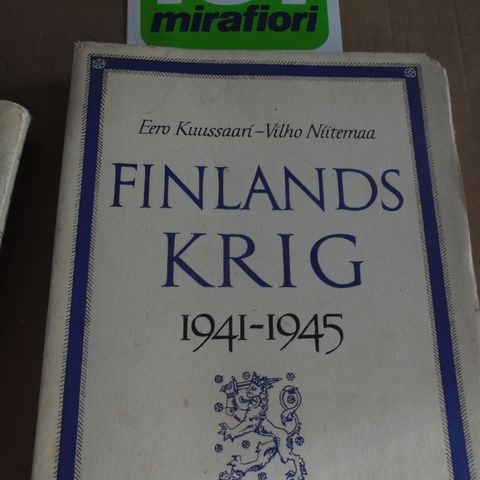 mirafiori
Eero Kuussaari-Vilho Niitemaa
FINLANDS
KRIG
1941-1945